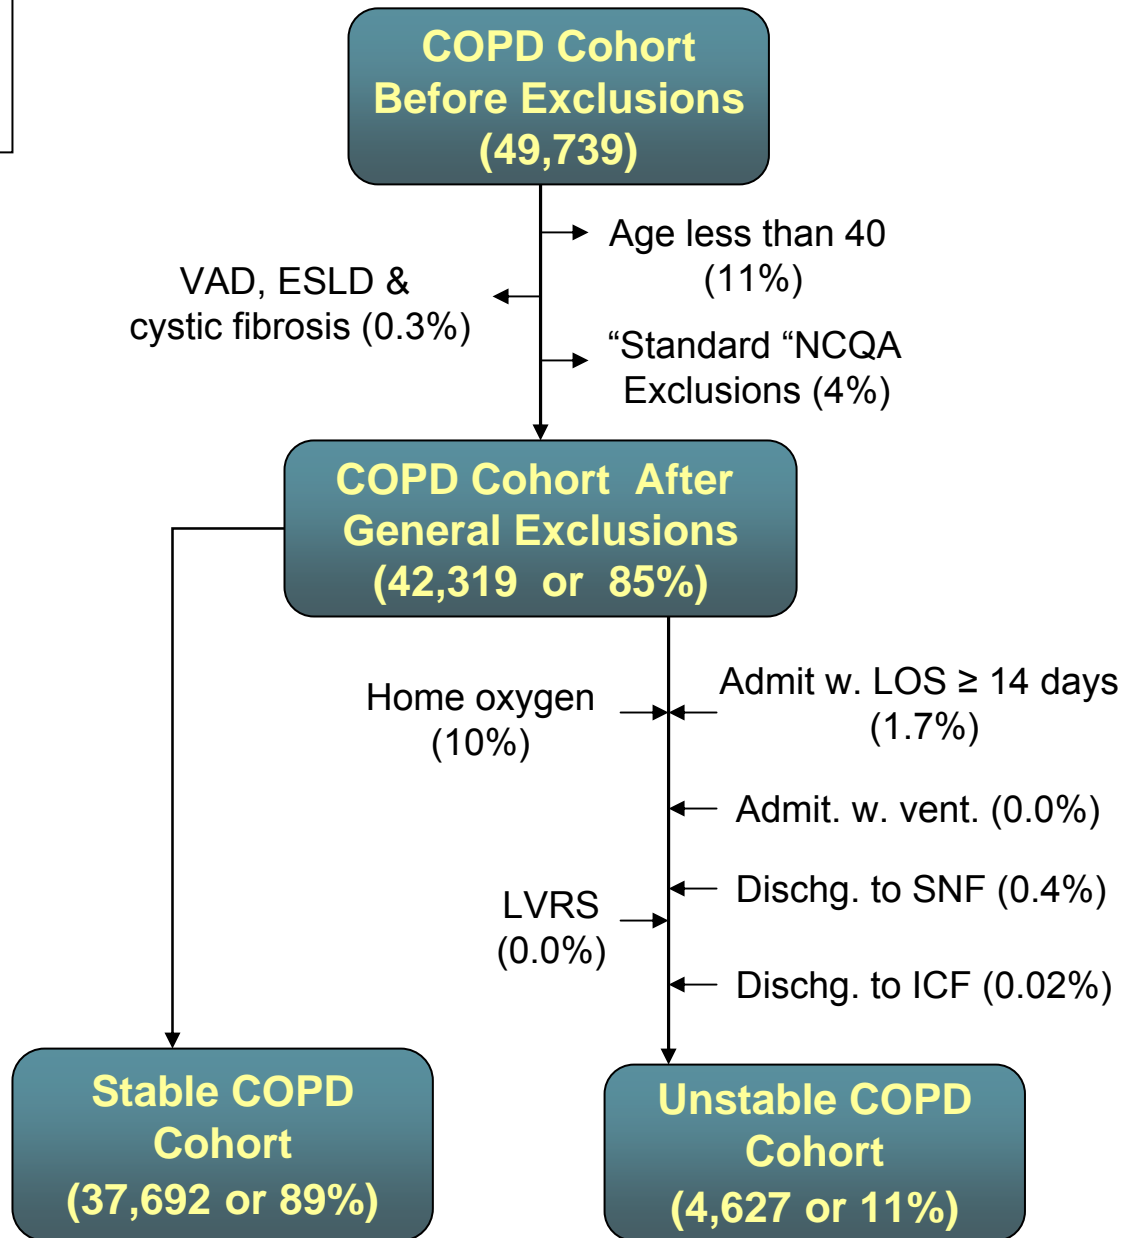 COPD Cohort
Before Exclusions
(49,739)
Age less than 40
(11%)
VAD, ESLD &
cystic fibrosis (0.3%)
“Standard “NCQA
Exclusions (4%)
COPD Cohort After
General Exclusions
(42,319 or 85%)
Home oxygen
(10%)
Admit w. LOS ≥ 14 days
(1.7%)
Admit. w. vent. (0.0%)
Dischg. to SNF (0.4%)
LVRS
(0.0%)
Dischg. to ICF (0.02%)
Stable COPD
Cohort
(37,692 or 89%)
Unstable COPD
Cohort
(4,627 or 11%)